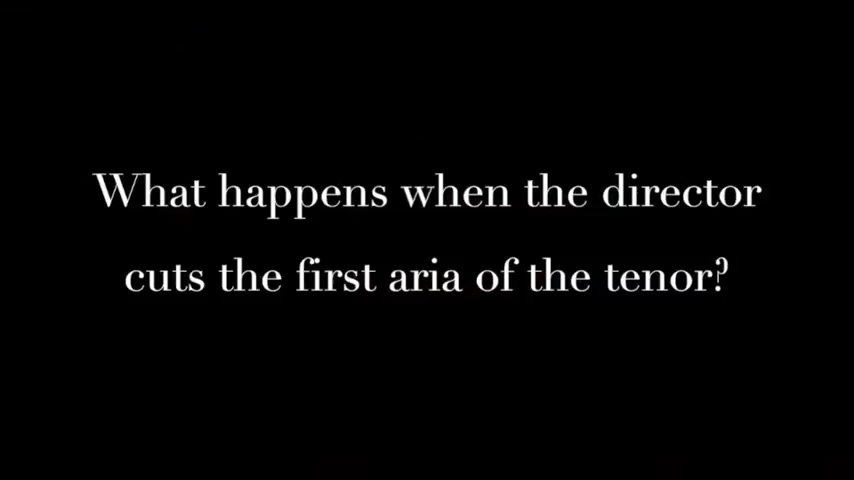 What happens when the director
cuts the first aria of the tenor?